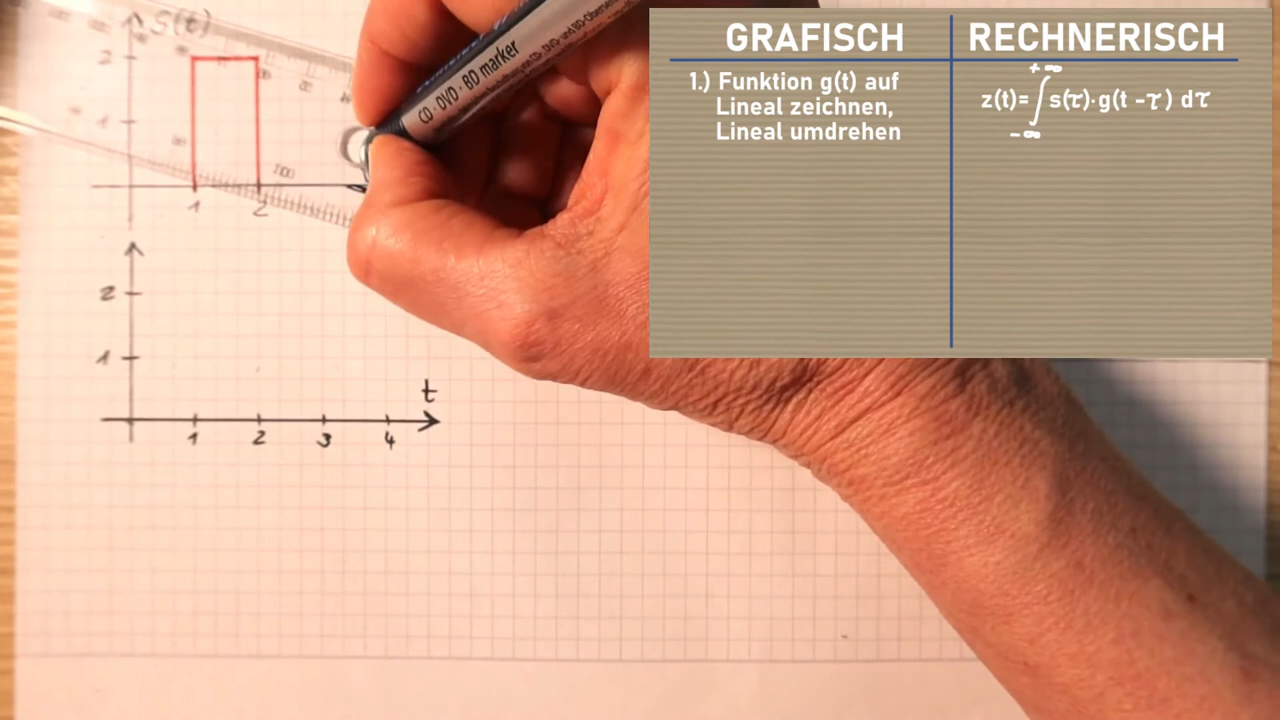 S(t)
2
1
1 2
100
CD · DVD · BD marker
2
1
t
1 2 3 4
GRAFISCH
1.) Funktion g(t) auf
Lineal zeichnen,
Lineal umdrehen
RECHNERISCH
z(t)=∫s(τ)·g(t-τ) dτ
+∞
-∞